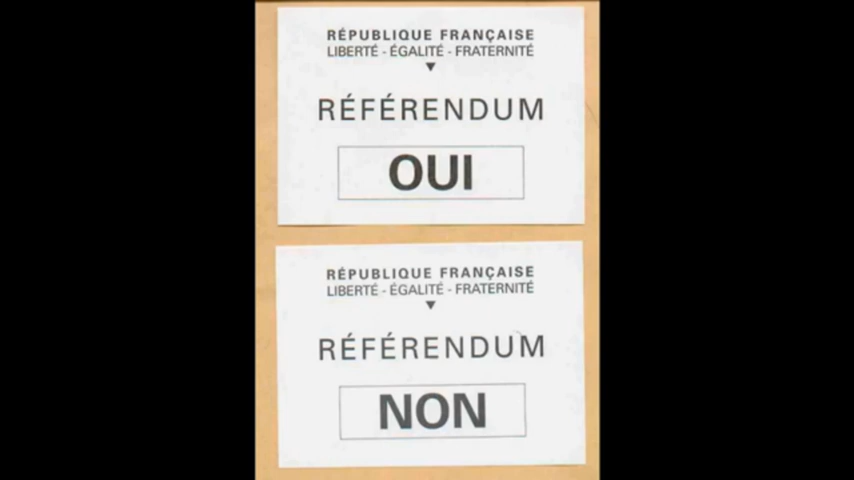 RÉPUBLIQUE FRANÇAISE
LIBERTÉ - ÉGALITÉ - FRATERNITÉ
RÉFÉRENDUM
OUI
RÉPUBLIQUE FRANÇAISE
LIBERTÉ - ÉGALITÉ - FRATERNITÉ
RÉFÉRENDUM
NON